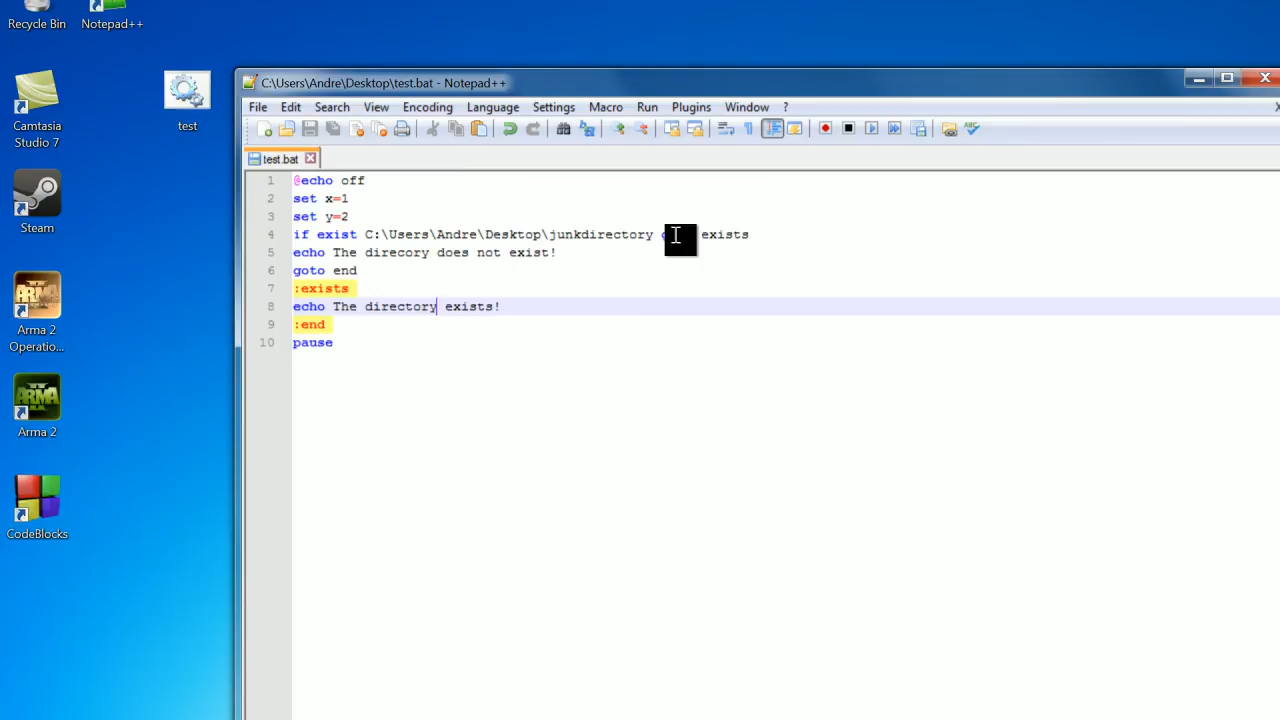 Recycle Bin
Notepad++
Camtasia
Studio 7
test
Steam
Arma 2
Operatio...
Arma 2
CodeBlocks
C:\Users\Andre\Desktop\test.bat - Notepad++
File Edit Search View Encoding Language Settings Macro Run Plugins Window ?
test.bat
1 @echo off
2 set x=1
3 set y=2
4 if exist C:\Users\Andre\Desktop\junkdirectory exists
5 echo The direcory does not exist!
6 goto end
7 :exists
8 echo The directory exists!
9 :end
10 pause